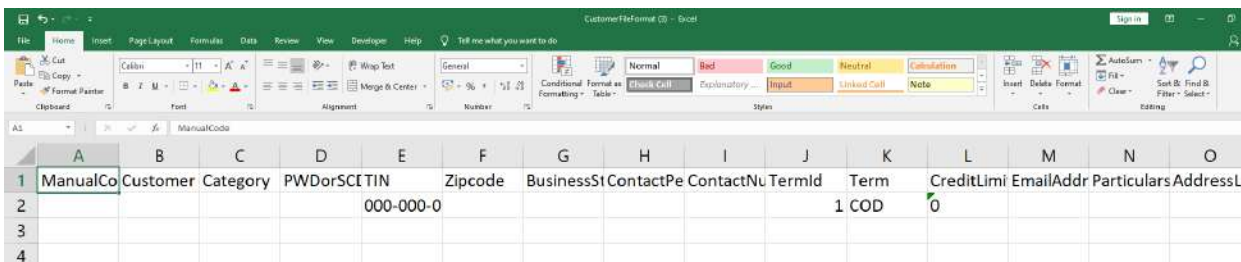 CustomerFileFormat (3) - Excel
Sign in
File Home Insert Page Layout Formulas Data Review View Developer Help Tell me what you want to do
Paste
Cut
Copy
Format Painter
Clipboard
Calibri 11
B I U
Font
Wrap Text
Merge & Center
Alignment
General
Number
Conditional Formatting
Format as Table
Normal Bad Good Neutral Calculation
Check Cell Explanatory ... Input Linked Cell Note
Styles
Insert Delete Format
Cells
AutoSum
Fill
Clear
Sort & Filter
Find & Select
Editing
A1 ManualCode
A B C D E F G H I J K L M N O
1 ManualCo Customer Category PWDorSCI TIN Zipcode BusinessSt ContactPe ContactNu TermId Term CreditLimi EmailAddr Particulars AddressL
2 000-000-0 1 COD 0
3
4